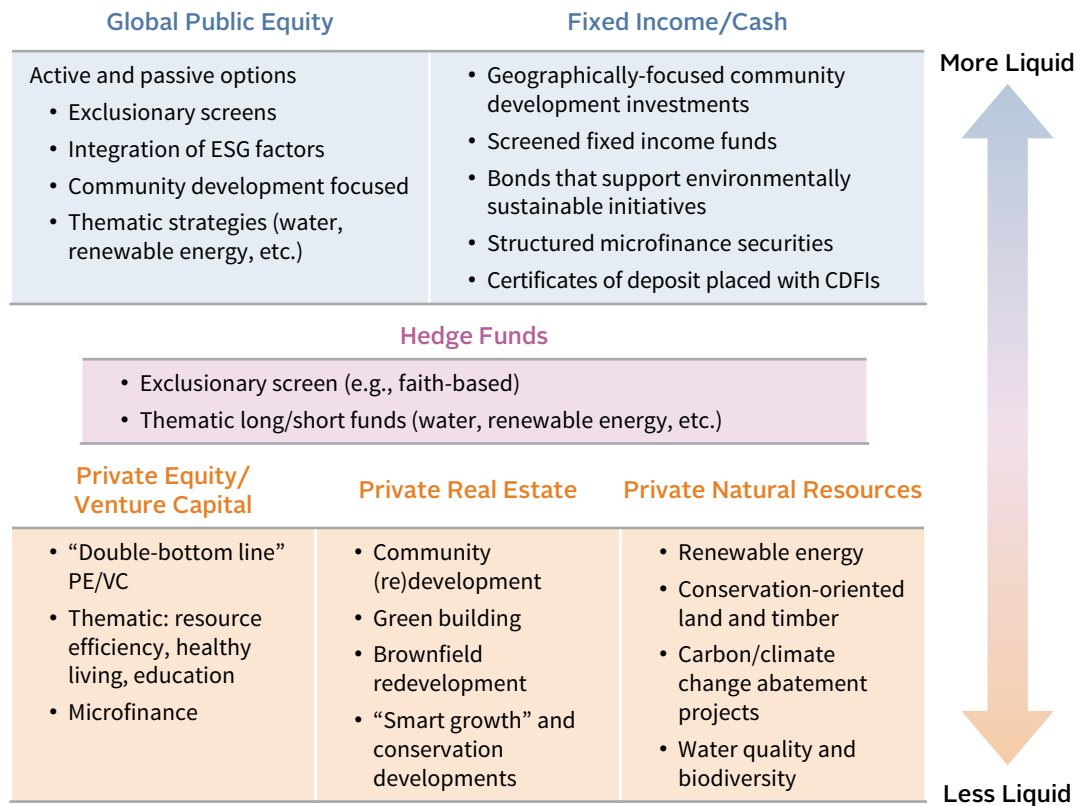 Global Public Equity
Fixed Income/Cash
More Liquid
Active and passive options
• Exclusionary screens
• Integration of ESG factors
• Community development focused
• Thematic strategies (water,
renewable energy, etc.)
• Geographically-focused community
development investments
• Screened fixed income funds
• Bonds that support environmentally
sustainable initiatives
• Structured microfinance securities
• Certificates of deposit placed with CDFIs
Hedge Funds
• Exclusionary screen (e.g., faith-based)
• Thematic long/short funds (water, renewable energy, etc.)
Private Equity/
Venture Capital
• “Double-bottom line”
PE/VC
• Thematic: resource
efficiency, healthy
living, education
• Microfinance
Private Real Estate
• Community
(re)development
• Green building
• Brownfield
redevelopment
• “Smart growth” and
conservation
developments
Private Natural Resources
• Renewable energy
• Conservation-oriented
land and timber
• Carbon/climate
change abatement
projects
• Water quality and
biodiversity
Less Liquid